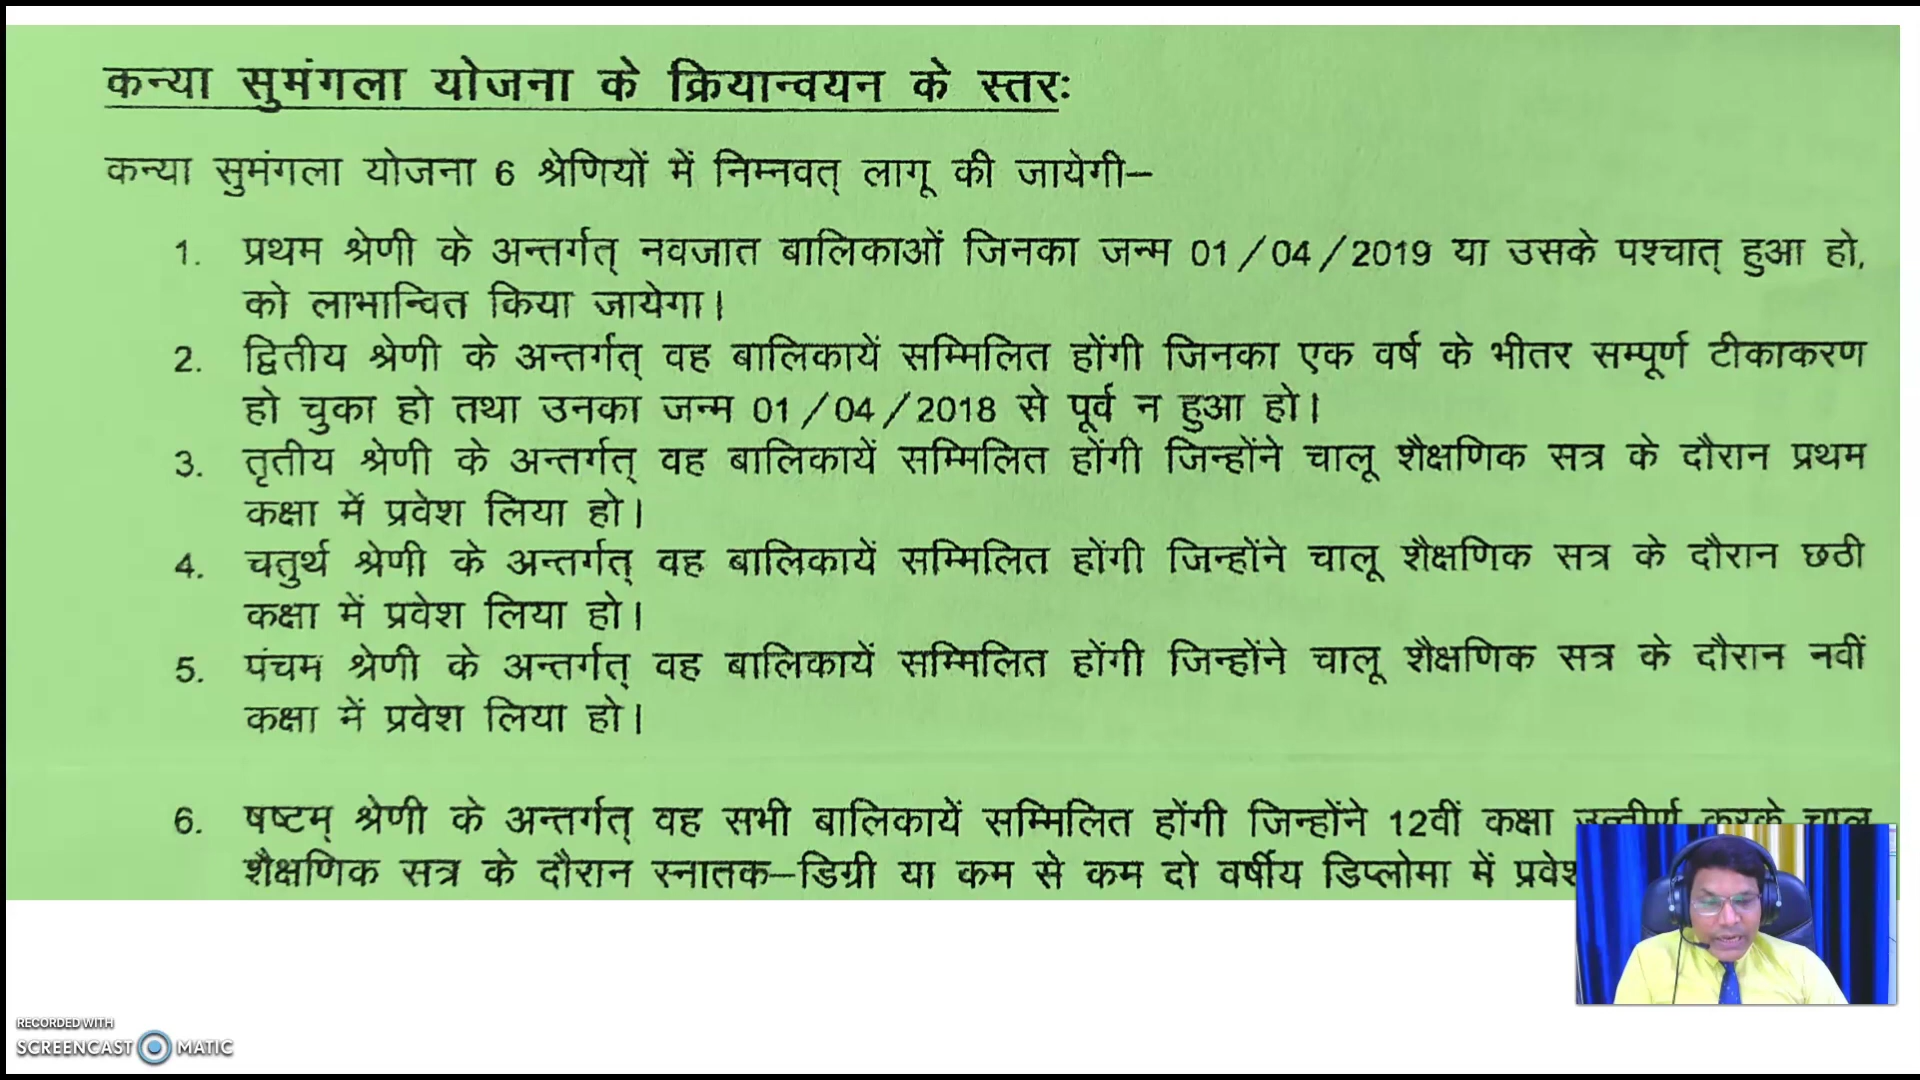 कन्या सुमंगला योजना के क्रियान्वयन के स्तरः
कन्या सुमंगला योजना 6 श्रेणियों में निम्नवत् लागू की जायेगी–
1. प्रथम श्रेणी के अन्तर्गत् नवजात बालिकाओं जिनका जन्म 01/04/2019 या उसके पश्चात् हुआ हो,
को लाभान्वित किया जायेगा।
2. द्वितीय श्रेणी के अन्तर्गत् वह बालिकायें सम्मिलित होंगी जिनका एक वर्ष के भीतर सम्पूर्ण टीकाकरण
हो चुका हो तथा उनका जन्म 01/04/2018 से पूर्व न हुआ हो।
3. तृतीय श्रेणी के अन्तर्गत् वह बालिकायें सम्मिलित होंगी जिन्होंने चालू शैक्षणिक सत्र के दौरान प्रथम
कक्षा में प्रवेश लिया हो।
4. चतुर्थ श्रेणी के अन्तर्गत् वह बालिकायें सम्मिलित होंगी जिन्होंने चालू शैक्षणिक सत्र के दौरान छठी
कक्षा में प्रवेश लिया हो।
5. पंचम श्रेणी के अन्तर्गत् वह बालिकायें सम्मिलित होंगी जिन्होंने चालू शैक्षणिक सत्र के दौरान नवीं
कक्षा में प्रवेश लिया हो।
6. षष्टम् श्रेणी के अन्तर्गत् वह सभी बालिकायें सम्मिलित होंगी जिन्होंने 12वीं कक्षा उत्तीर्ण करके चालू
शैक्षणिक सत्र के दौरान स्नातक–डिग्री या कम से कम दो वर्षीय डिप्लोमा में
RECORDED WITH
SCREENCAST MATIC